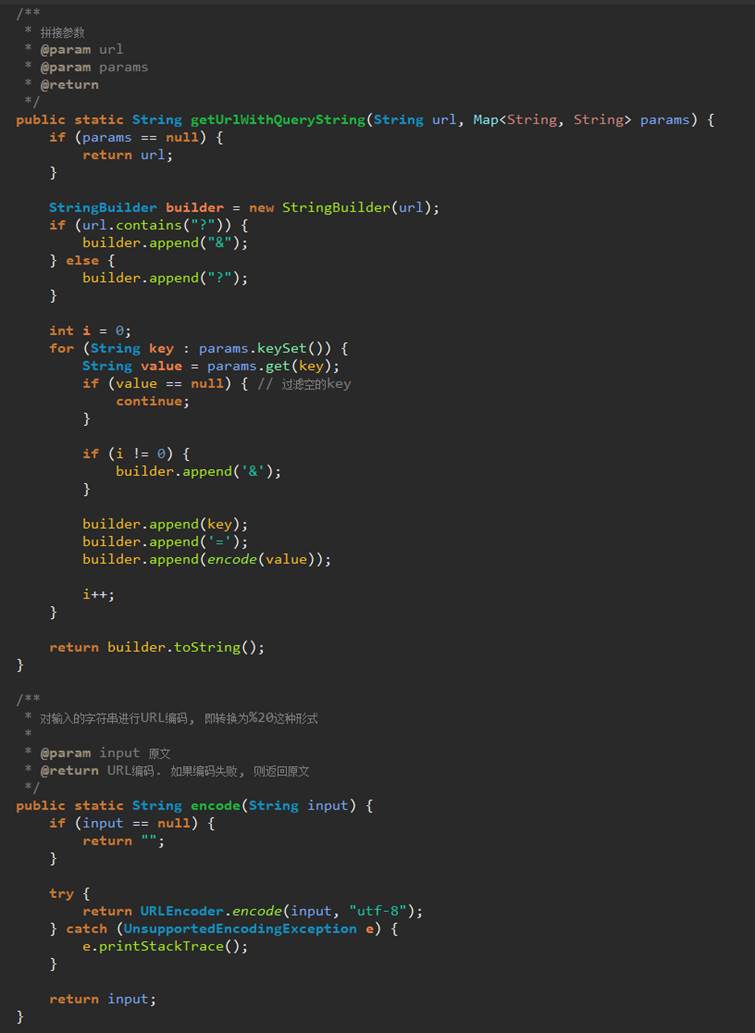 /**
 * 拼接参数
 * @param url
 * @param params
 * @return
 */
public static String getUrlWithQueryString(String url, Map<String, String> params) {
    if (params == null) {
        return url;
    }

    StringBuilder builder = new StringBuilder(url);
    if (url.contains("?")) {
        builder.append("&");
    } else {
        builder.append("?");
    }

    int i = 0;
    for (String key : params.keySet()) {
        String value = params.get(key);
        if (value == null) { // 过滤空的key
            continue;
        }

        if (i != 0) {
            builder.append('&');
        }

        builder.append(key);
        builder.append('=');
        builder.append(encode(value));

        i++;
    }

    return builder.toString();
}

/**
 * 对输入的字符串进行URL编码, 即转换为%20这种形式
 *
 * @param input 原文
 * @return URL编码. 如果编码失败, 则返回原文
 */
public static String encode(String input) {
    if (input == null) {
        return "";
    }

    try {
        return URLEncoder.encode(input, "utf-8");
    } catch (UnsupportedEncodingException e) {
        e.printStackTrace();
    }

    return input;
}